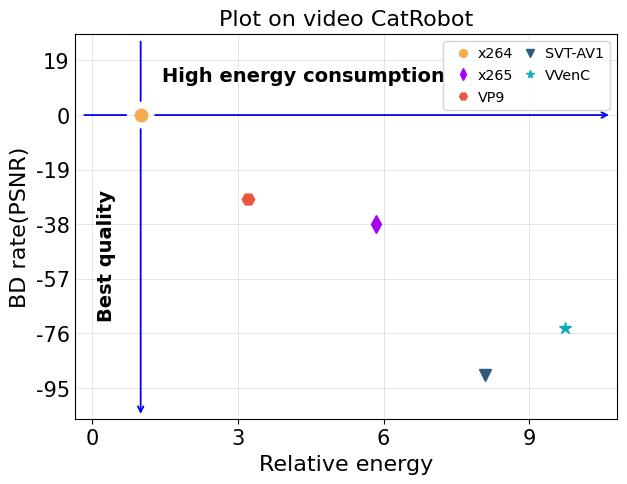 Plot on video CatRobot
x264
x265
VP9
SVT-AV1
VVenC
High energy consumption
Best quality
BD rate(PSNR)
19
0
-19
-38
-57
-76
-95
0 3 6 9
Relative energy